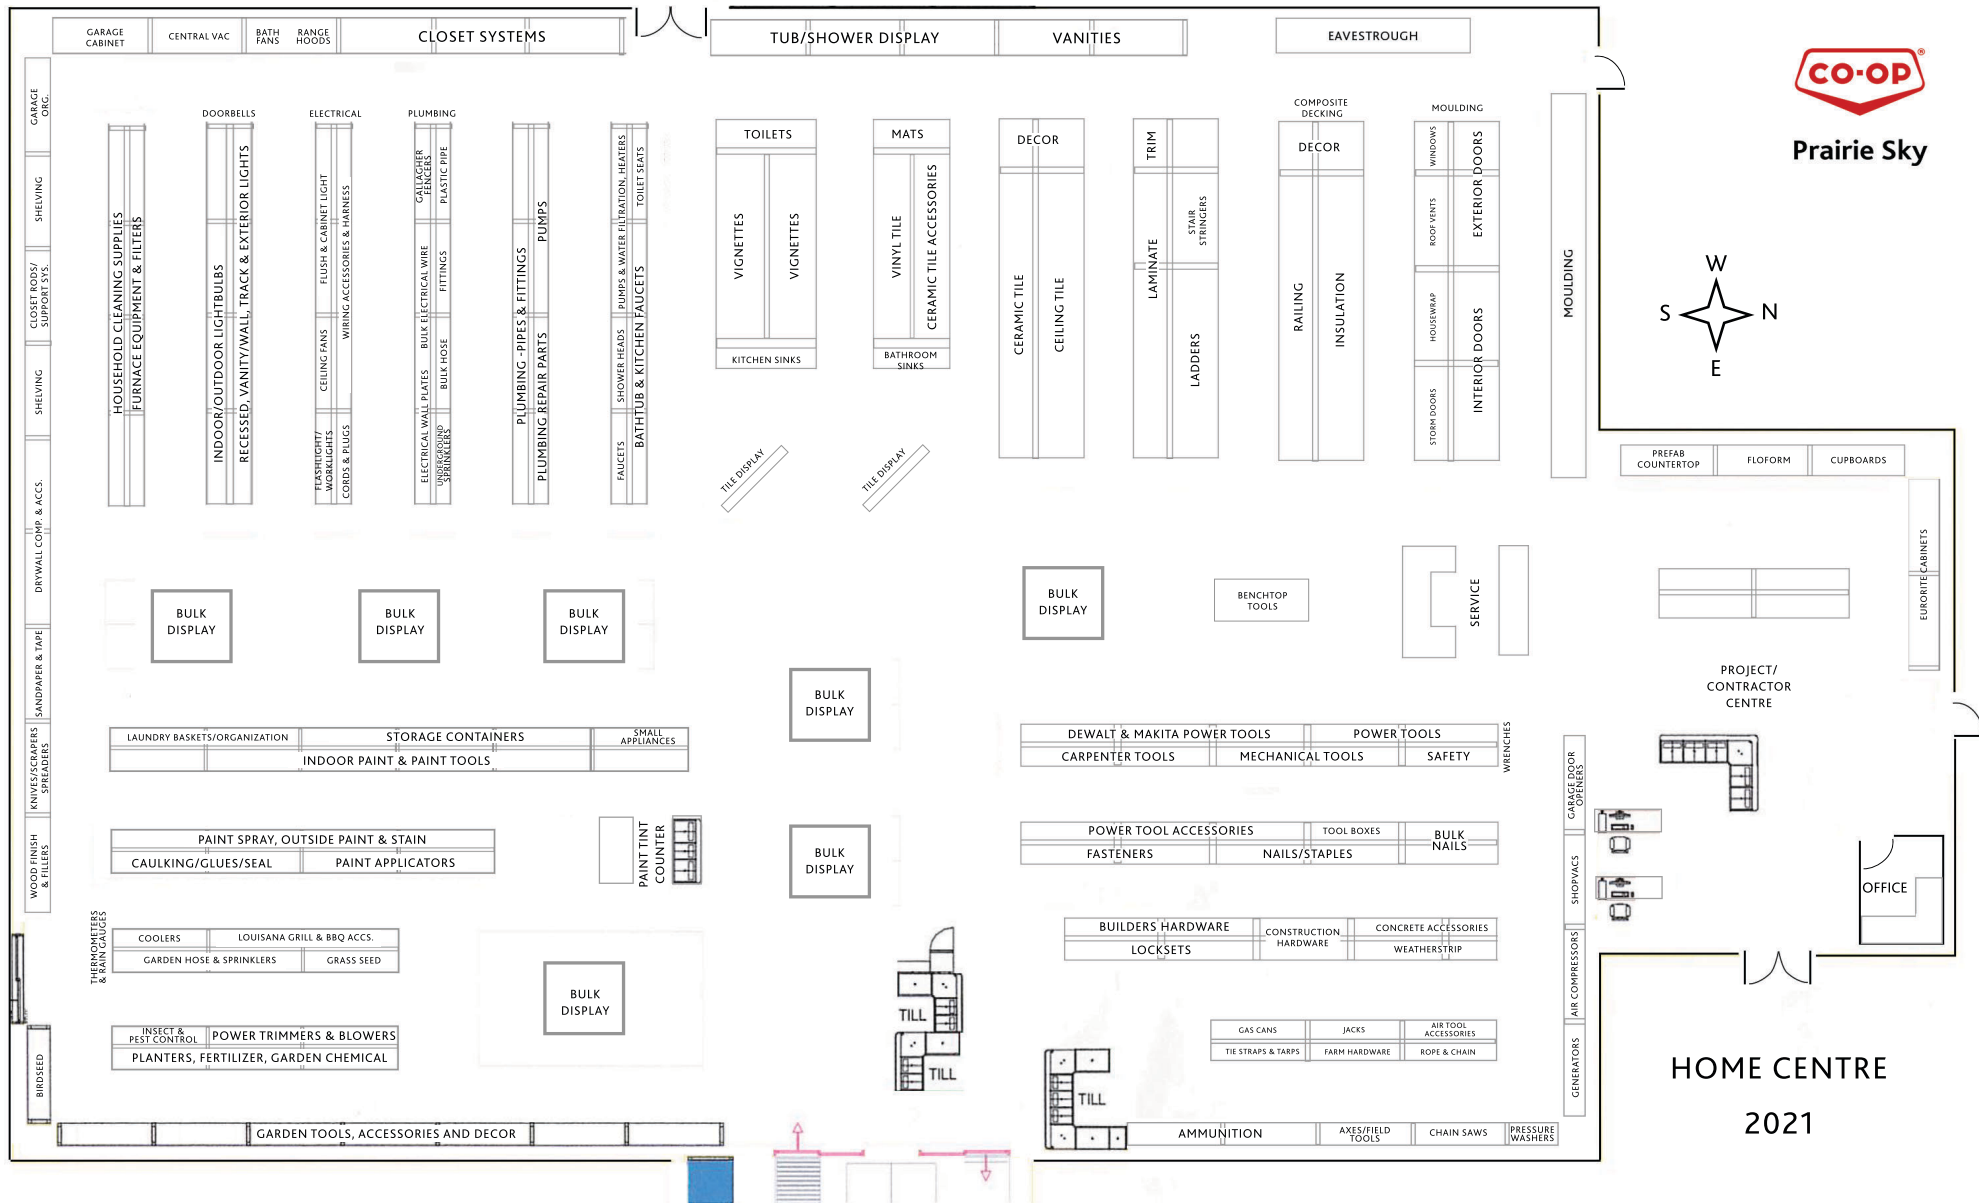 GARAGE
CABINET
CENTRAL VAC
BATH
FANS
RANGE
HOODS
CLOSET SYSTEMS
TUB/SHOWER DISPLAY
VANITIES
EAVESTROUGH
CO·OP®
Prairie Sky
GARAGE
ORG.
SHELVING
CLOSET RODS/
SUPPORT SYS.
SHELVING
DRYWALL COMP. & ACCS.
SANDPAPER & TAPE
KNIVES/SCRAPERS
SPREADERS
WOOD FINISH
& FILLERS
HOUSEHOLD CLEANING SUPPLIES
FURNACE EQUIPMENT & FILTERS
DOORBELLS
INDOOR/OUTDOOR LIGHTBULBS
RECESSED, VANITY/WALL, TRACK & EXTERIOR LIGHTS
ELECTRICAL
FLUSH & CABINET LIGHT
CEILING FANS
FLASHLIGHT/
WORKLIGHTS
WIRING ACCESSORIES & HARNESS
CORDS & PLUGS
PLUMBING
GALLAGHER
FENCERS
BULK ELECTRICAL WIRE
ELECTRICAL WALL PLATES
PLASTIC PIPE
FITTINGS
BULK HOSE
UNDERGROUND
SPRINKLERS
PLUMBING -PIPES & FITTINGS
PUMPS
PLUMBING REPAIR PARTS
PUMPS & WATER FILTRATION, HEATERS
SHOWER HEADS
FAUCETS
TOILET SEATS
BATHTUB & KITCHEN FAUCETS
TOILETS
VIGNETTES
VIGNETTES
KITCHEN SINKS
MATS
VINYL TILE
CERAMIC TILE ACCESSORIES
BATHROOM
SINKS
TILE DISPLAY
TILE DISPLAY
DECOR
CERAMIC TILE
CEILING TILE
TRIM
LAMINATE
STAIR
STRINGERS
LADDERS
COMPOSITE
DECKING
DECOR
RAILING
INSULATION
MOULDING
WINDOWS
ROOF VENTS
HOUSEWRAP
STORM DOORS
EXTERIOR DOORS
INTERIOR DOORS
MOULDING
W
S
N
E
PREFAB
COUNTERTOP
FLOFORM
CUPBOARDS
EURORITE CABINETS
BULK
DISPLAY
BULK
DISPLAY
BULK
DISPLAY
BULK
DISPLAY
BENCHTOP
TOOLS
SERVICE
PROJECT/
CONTRACTOR
CENTRE
BULK
DISPLAY
BULK
DISPLAY
LAUNDRY BASKETS/ORGANIZATION
STORAGE CONTAINERS
SMALL
APPLIANCES
INDOOR PAINT & PAINT TOOLS
DEWALT & MAKITA POWER TOOLS
POWER TOOLS
CARPENTER TOOLS
MECHANICAL TOOLS
SAFETY
WRENCHES
PAINT SPRAY, OUTSIDE PAINT & STAIN
CAULKING/GLUES/SEAL
PAINT APPLICATORS
PAINT TINT
COUNTER
POWER TOOL ACCESSORIES
TOOL BOXES
BULK
NAILS
FASTENERS
NAILS/STAPLES
GARAGE DOOR
OPENERS
SHOPVACS
AIR COMPRESSORS
GENERATORS
OFFICE
THERMOMETERS
& RAIN GAUGES
COOLERS
LOUISANA GRILL & BBQ ACCS.
GARDEN HOSE & SPRINKLERS
GRASS SEED
BULK
DISPLAY
BUILDERS HARDWARE
LOCKSETS
CONSTRUCTION
HARDWARE
CONCRETE ACCESSORIES
WEATHERSTRIP
INSECT &
PEST CONTROL
POWER TRIMMERS & BLOWERS
PLANTERS, FERTILIZER, GARDEN CHEMICAL
BIRDSEED
TILL
TILL
TILL
GAS CANS
JACKS
AIR TOOL
ACCESSORIES
TIE STRAPS & TARPS
FARM HARDWARE
ROPE & CHAIN
GARDEN TOOLS, ACCESSORIES AND DECOR
AMMUNITION
AXES/FIELD
TOOLS
CHAIN SAWS
PRESSURE
WASHERS
HOME CENTRE
2021